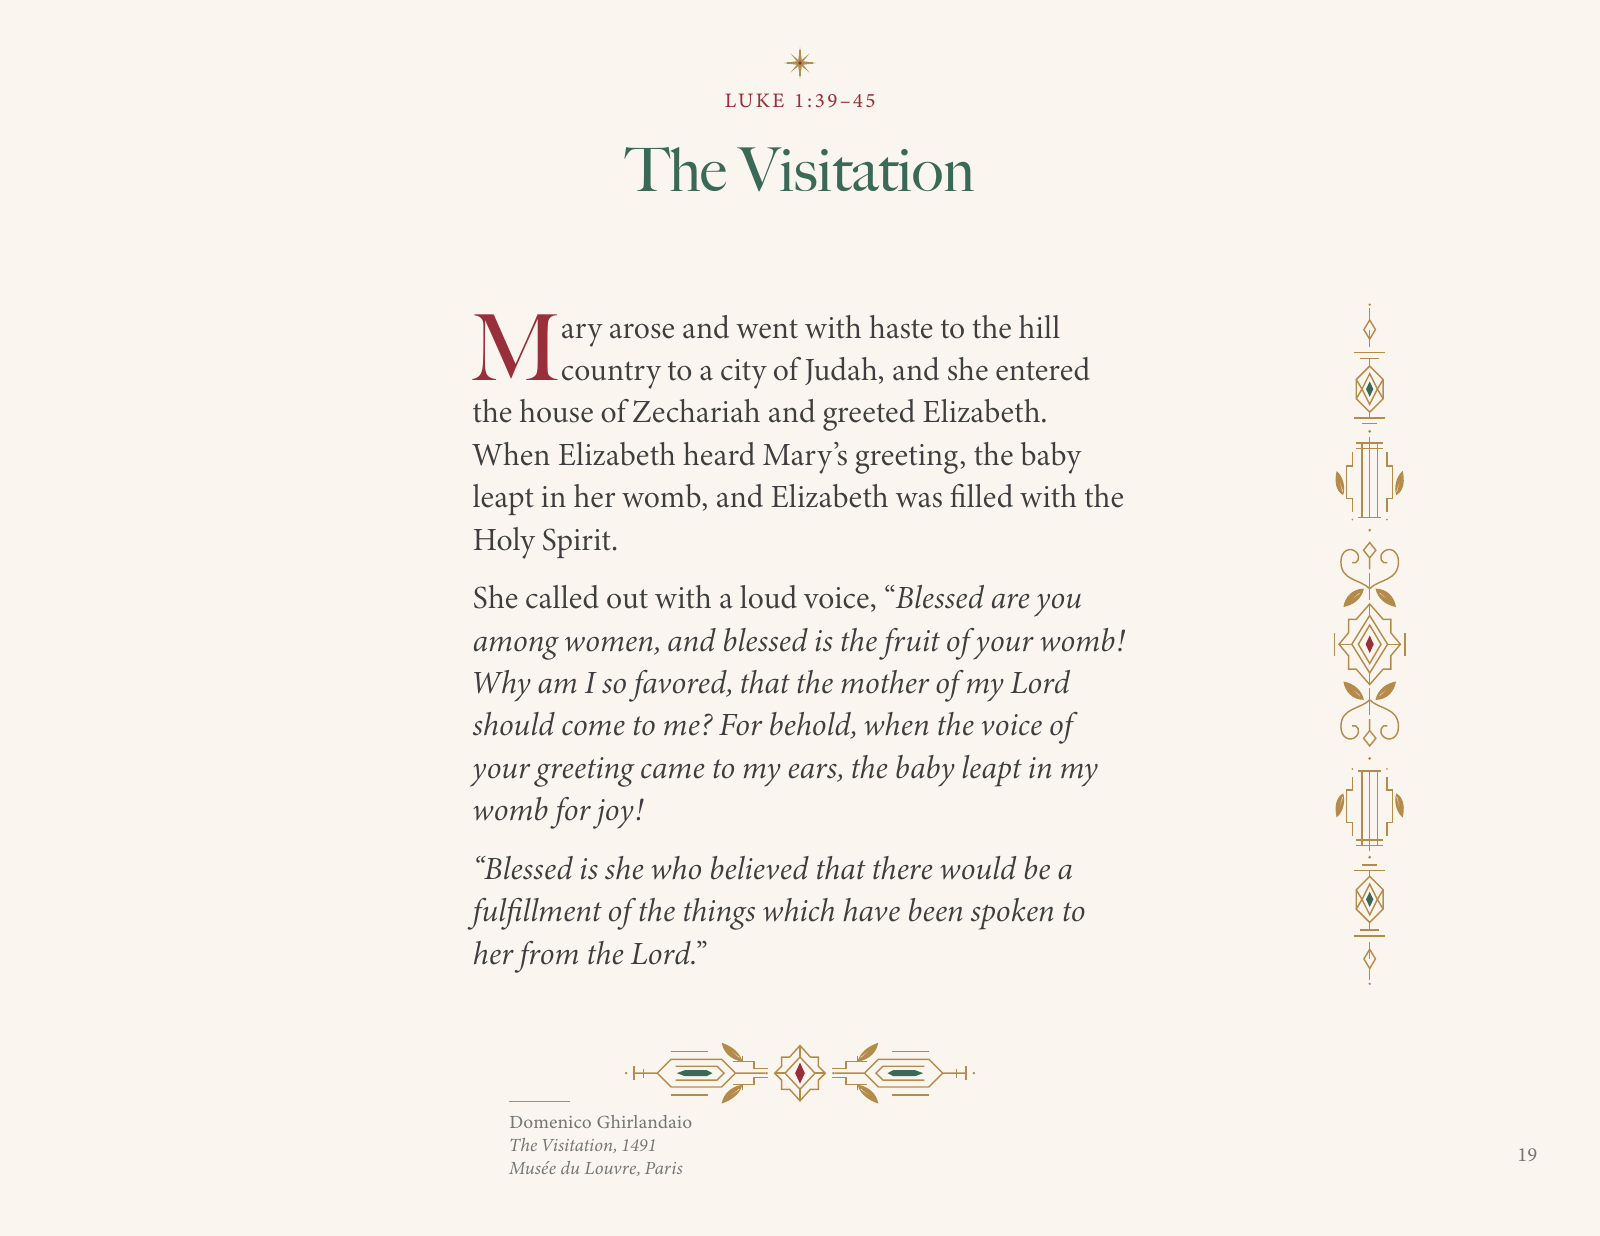 LUKE 1:39–45
The Visitation
Mary arose and went with haste to the hill
country to a city of Judah, and she entered
the house of Zechariah and greeted Elizabeth.
When Elizabeth heard Mary’s greeting, the baby
leapt in her womb, and Elizabeth was filled with the
Holy Spirit.
She called out with a loud voice, “Blessed are you
among women, and blessed is the fruit of your womb!
Why am I so favored, that the mother of my Lord
should come to me? For behold, when the voice of
your greeting came to my ears, the baby leapt in my
womb for joy!
“Blessed is she who believed that there would be a
fulfillment of the things which have been spoken to
her from the Lord.”
Domenico Ghirlandaio
The Visitation, 1491
Musée du Louvre, Paris
19